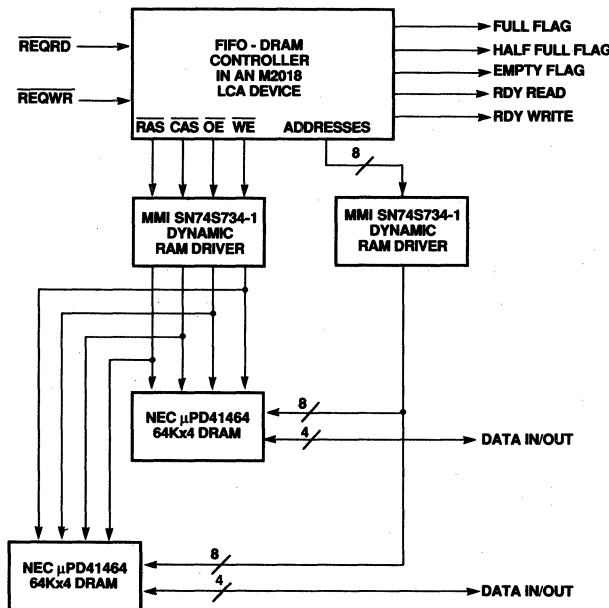 REQRD
REQWR
FIFO - DRAM
CONTROLLER
IN AN M2018
LCA DEVICE
RAS CAS OE WE ADDRESSES
FULL FLAG
HALF FULL FLAG
EMPTY FLAG
RDY READ
RDY WRITE
8
MMI SN74S734-1
DYNAMIC
RAM DRIVER
MMI SN74S734-1
DYNAMIC
RAM DRIVER
NEC µPD41464
64Kx4 DRAM
8
4
DATA IN/OUT
NEC µPD41464
64Kx4 DRAM
8
4
DATA IN/OUT